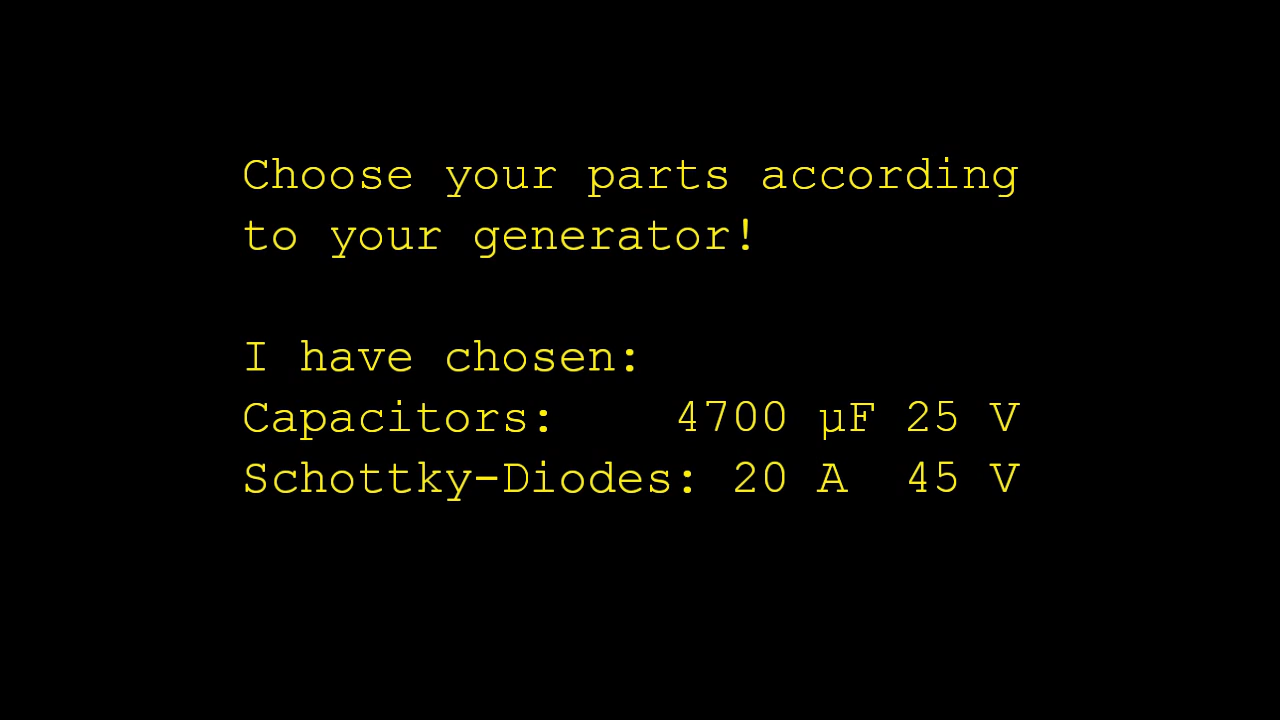 Choose your parts according
to your generator!
I have chosen:
Capacitors: 4700 µF 25 V
Schottky-Diodes: 20 A 45 V